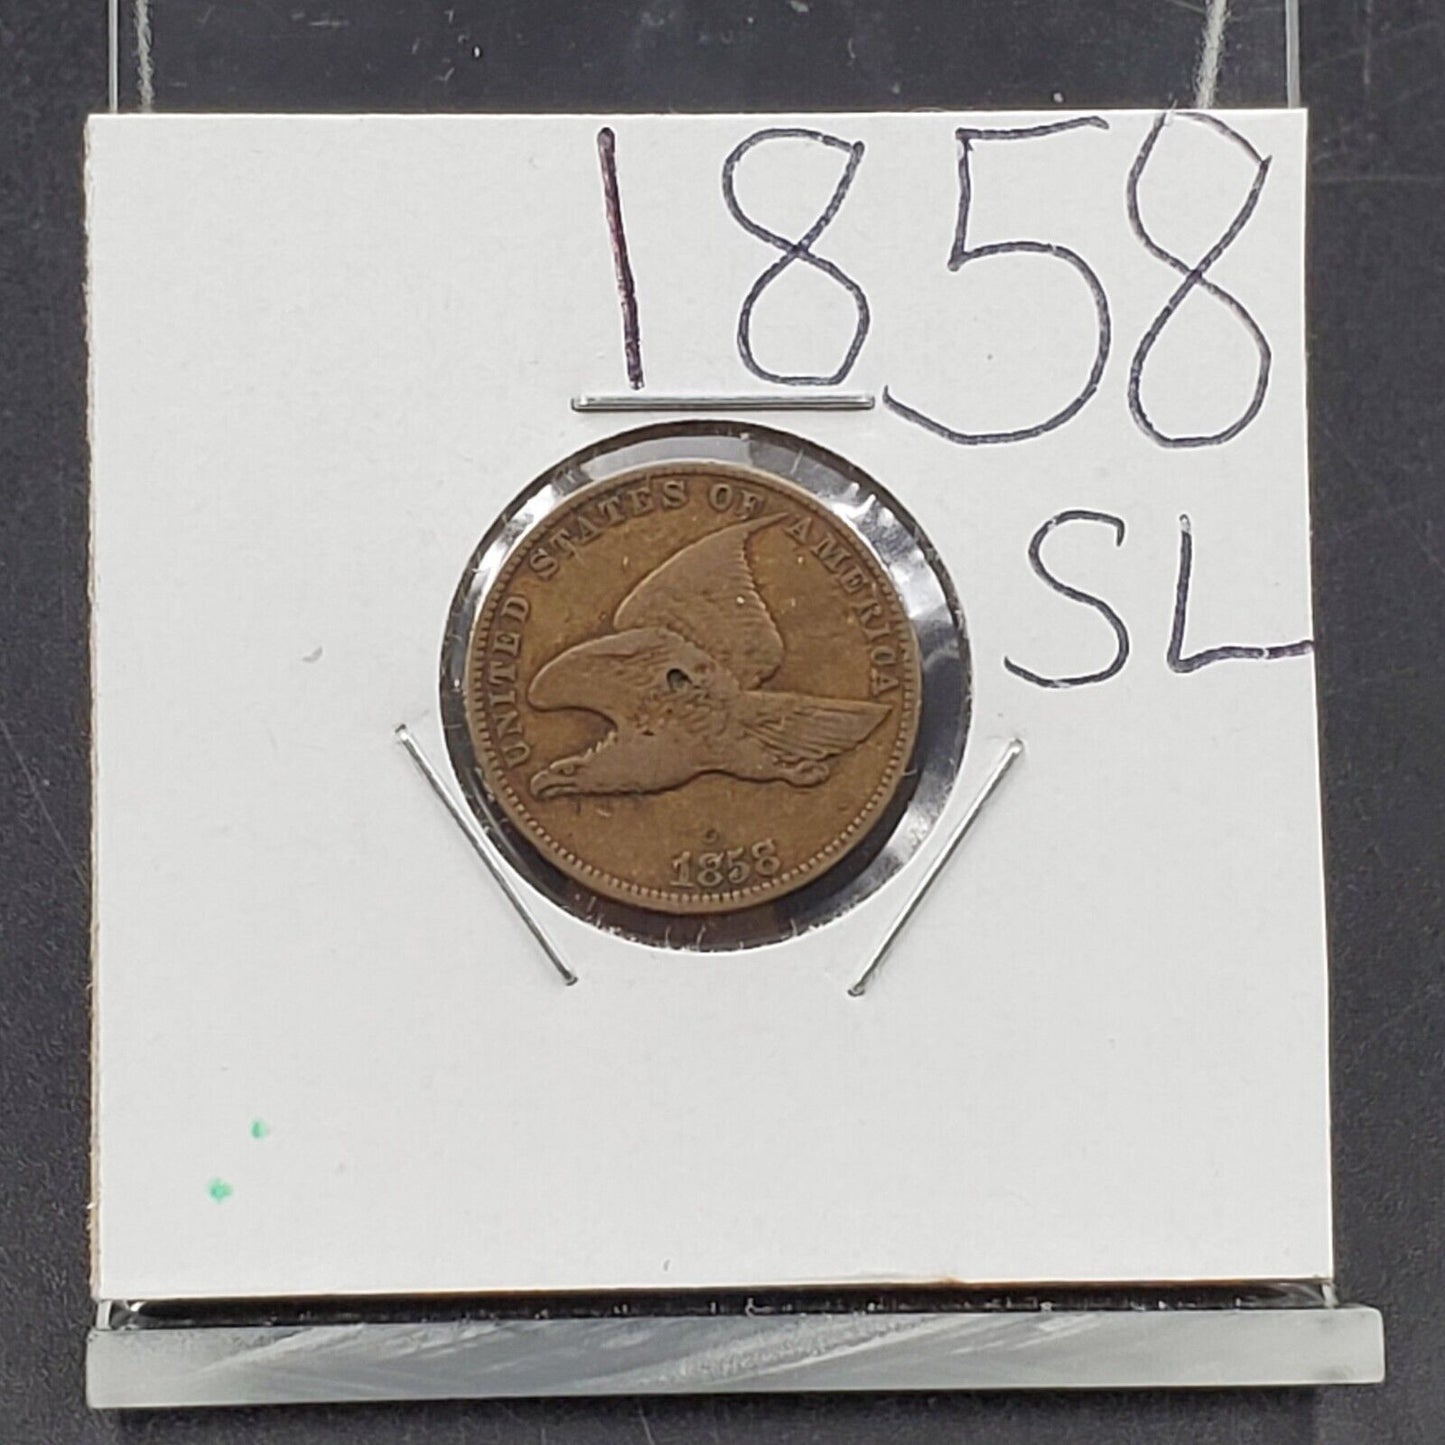 1858
SL
UNITED STATES OF AMERICA
1858